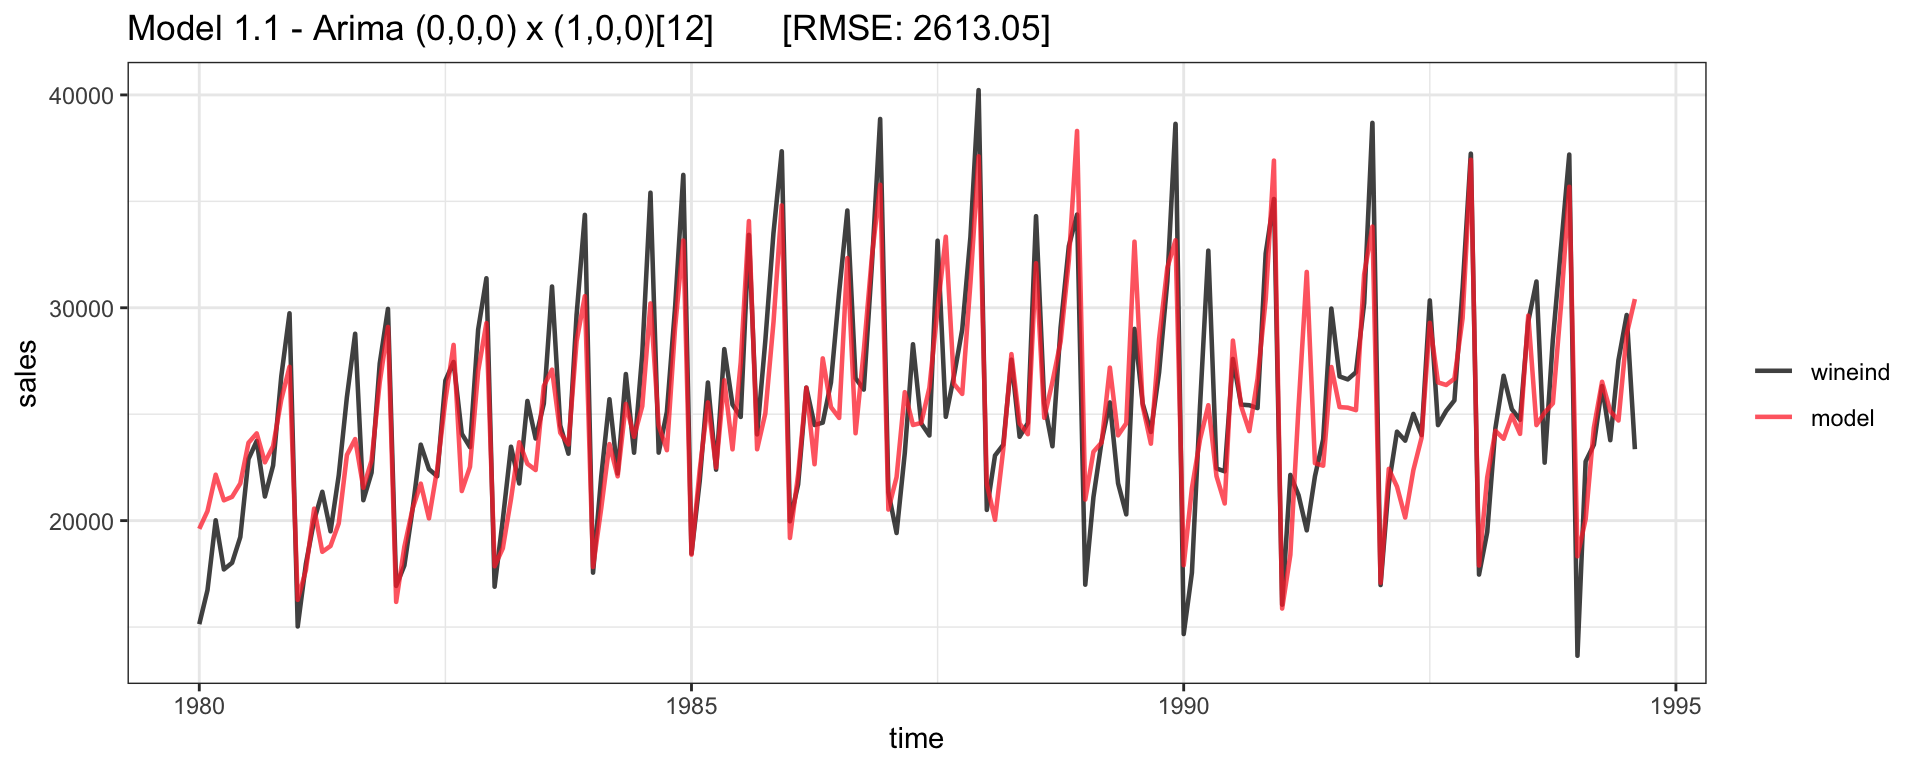 Model 1.1 - Arima (0,0,0) x (1,0,0)[12] [RMSE: 2613.05]
40000
30000
20000
sales
1980 1985 1990 1995
time
wineind
model